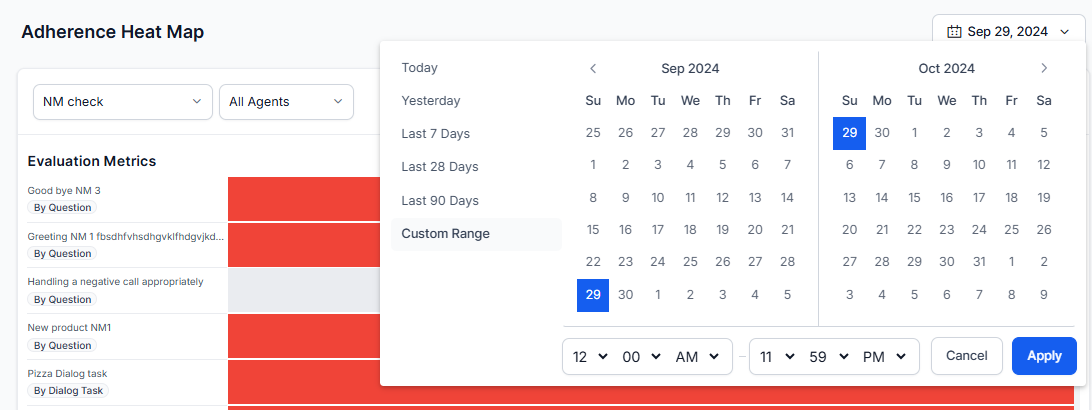 Adherence Heat Map
Sep 29, 2024
NM check
All Agents
Evaluation Metrics
Good bye NM 3
By Question
Greeting NM 1 fbsdhfvhsdhgvklfhdgvjkd...
By Question
Handling a negative call appropriately
By Question
New product NM1
By Question
Pizza Dialog task
By Dialog Task
Today
Yesterday
Last 7 Days
Last 28 Days
Last 90 Days
Custom Range
Sep 2024
Su Mo Tu We Th Fr Sa
25 26 27 28 29 30 31
1 2 3 4 5 6 7
8 9 10 11 12 13 14
15 16 17 18 19 20 21
22 23 24 25 26 27 28
29 30 1 2 3 4 5
Oct 2024
Su Mo Tu We Th Fr Sa
29 30 1 2 3 4 5
6 7 8 9 10 11 12
13 14 15 16 17 18 19
20 21 22 23 24 25 26
27 28 29 30 31 1 2
3 4 5 6 7 8 9
12 00 AM – 11 59 PM
Cancel
Apply